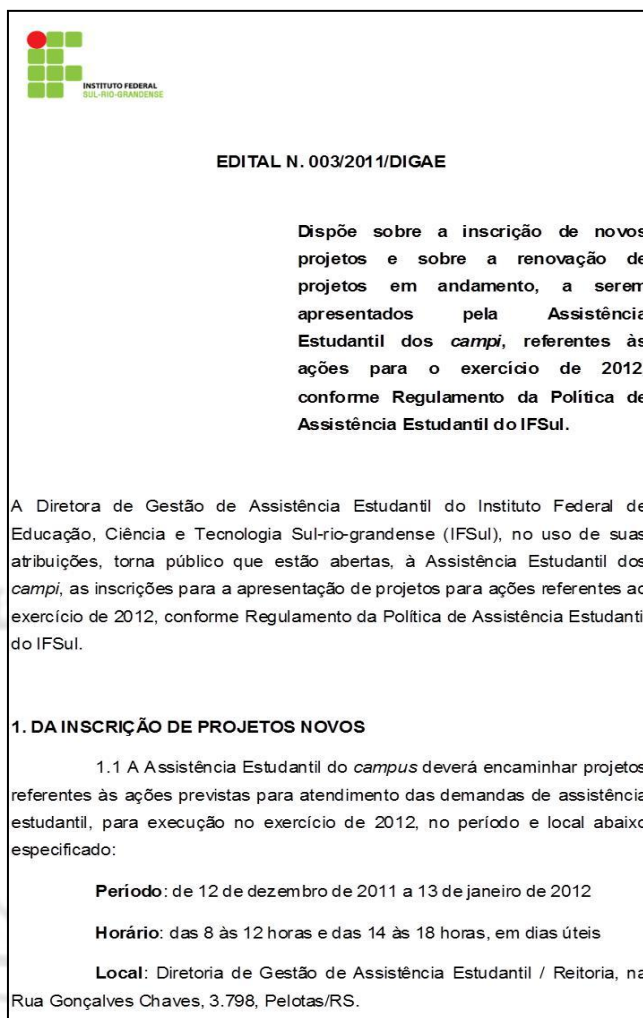 INSTITUTO FEDERAL
SUL-RIO-GRANDENSE
EDITAL N. 003/2011/DIGAE
Dispõe sobre a inscrição de novos
projetos e sobre a renovação de
projetos em andamento, a serem
apresentados pela Assistência
Estudantil dos campi, referentes às
ações para o exercício de 2012
conforme Regulamento da Política de
Assistência Estudantil do IFSul.
A Diretora de Gestão de Assistência Estudantil do Instituto Federal de
Educação, Ciência e Tecnologia Sul-rio-grandense (IFSul), no uso de suas
atribuições, torna público que estão abertas, à Assistência Estudantil dos
campi, as inscrições para a apresentação de projetos para ações referentes ao
exercício de 2012, conforme Regulamento da Política de Assistência Estudanti
do IFSul.
1. DA INSCRIÇÃO DE PROJETOS NOVOS
1.1 A Assistência Estudantil do campus deverá encaminhar projetos
referentes às ações previstas para atendimento das demandas de assistência
estudantil, para execução no exercício de 2012, no período e local abaixo
especificado:
Período: de 12 de dezembro de 2011 a 13 de janeiro de 2012
Horário: das 8 às 12 horas e das 14 às 18 horas, em dias úteis
Local: Diretoria de Gestão de Assistência Estudantil / Reitoria, na
Rua Gonçalves Chaves, 3.798, Pelotas/RS.